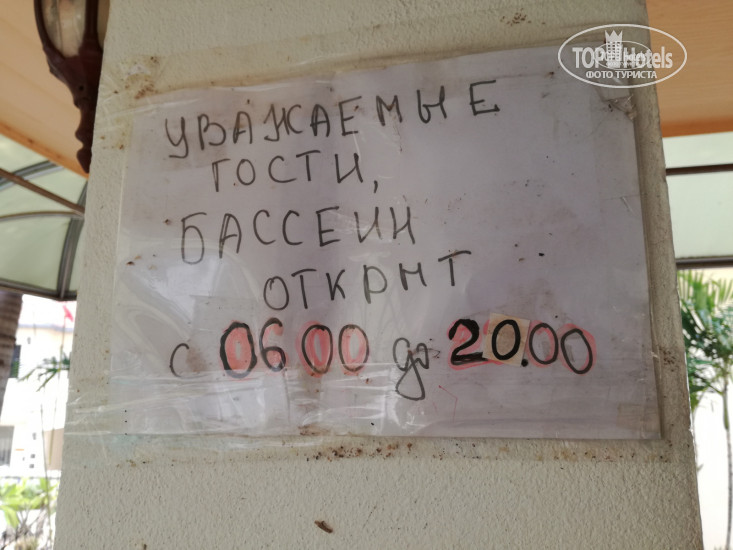 TOPHotels
ФОТО ТУРИСТА
УВАЖАЕМЫЕ
ГОСТИ,
БАССЕИН
ОТКРЫТ
с 06.00 до 20.00